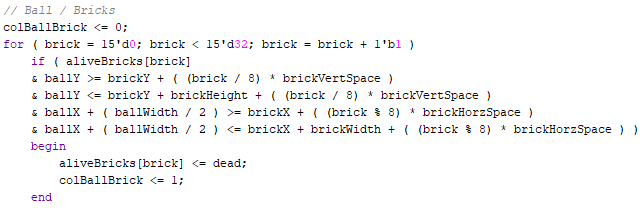 // Ball / Bricks
colBallBrick <= 0;
for ( brick = 15'd0; brick < 15'd32; brick = brick + 1'b1 )
if ( aliveBricks[brick]
& ballY >= brickY + ( (brick / 8) * brickVertSpace )
& ballY <= brickY + brickHeight + ( (brick / 8) * brickVertSpace )
& ballX + ( ballWidth / 2 ) >= brickX + ( (brick % 8) * brickHorzSpace )
& ballX + ( ballWidth / 2 ) <= brickX + brickWidth + ( (brick % 8) * brickHorzSpace ) )
begin
aliveBricks[brick] <= dead;
colBallBrick <= 1;
end